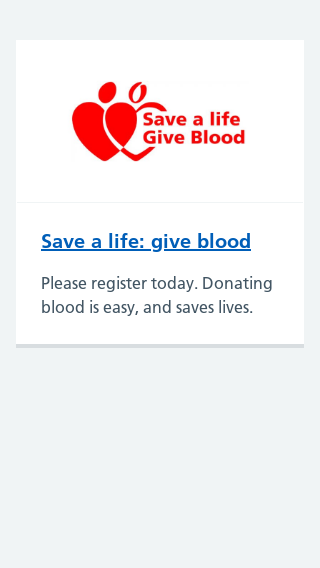 Save a life
Give Blood
Save a life: give blood
Please register today. Donating
blood is easy, and saves lives.